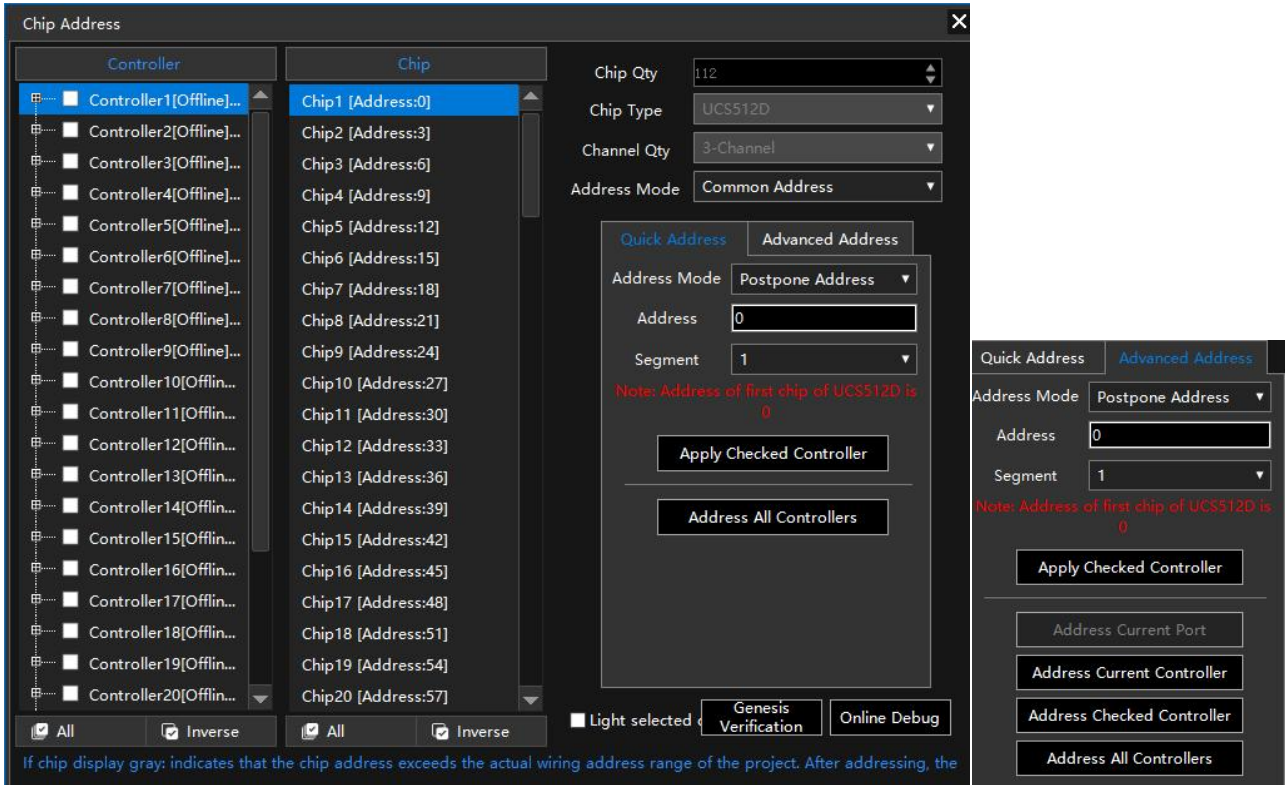 Chip Address
Controller
Controller1[Offline]...
Controller2[Offline]...
Controller3[Offline]...
Controller4[Offline]...
Controller5[Offline]...
Controller6[Offline]...
Controller7[Offline]...
Controller8[Offline]...
Controller9[Offline]...
Controller10[Offlin...
Controller11[Offlin...
Controller12[Offlin...
Controller13[Offlin...
Controller14[Offlin...
Controller15[Offlin...
Controller16[Offlin...
Controller17[Offlin...
Controller18[Offlin...
Controller19[Offlin...
Controller20[Offlin...
All
Inverse
Chip
Chip1 [Address:0]
Chip2 [Address:3]
Chip3 [Address:6]
Chip4 [Address:9]
Chip5 [Address:12]
Chip6 [Address:15]
Chip7 [Address:18]
Chip8 [Address:21]
Chip9 [Address:24]
Chip10 [Address:27]
Chip11 [Address:30]
Chip12 [Address:33]
Chip13 [Address:36]
Chip14 [Address:39]
Chip15 [Address:42]
Chip16 [Address:45]
Chip17 [Address:48]
Chip18 [Address:51]
Chip19 [Address:54]
Chip20 [Address:57]
All
Inverse
Chip Qty 112
Chip Type UCS512D
Channel Qty 3-Channel
Address Mode Common Address
Quick Address Advanced Address
Address Mode Postpone Address
Address 0
Segment 1
Note: Address of first chip of UCS512D is
0
Apply Checked Controller
Address All Controllers
Light selected
Genesis
Verification
Online Debug
If chip display gray: indicates that the chip address exceeds the actual wiring address range of the project. After addressing, the
Quick Address Advanced Address
Address Mode Postpone Address
Address 0
Segment 1
Note: Address of first chip of UCS512D is
0
Apply Checked Controller
Address Current Port
Address Current Controller
Address Checked Controller
Address All Controllers